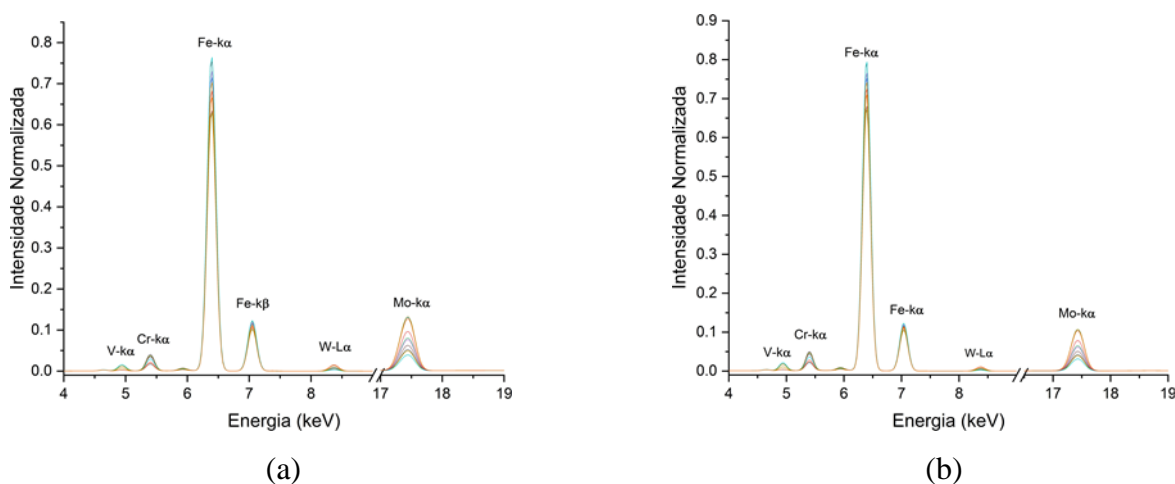 0.8
0.7
0.6
0.5
0.4
0.3
0.2
0.1
0.0
Intensidade Normalizada
Fe-kα
V-kα
Cr-kα
Fe-kβ
W-Lα
Mo-kα
4 5 6 7 8 17 18 19
Energia (keV)
(a)
0.9
0.8
0.7
0.6
0.5
0.4
0.3
0.2
0.1
0.0
Intensidade Normalizada
Fe-kα
V-kα
Cr-kα
Fe-kα
W-Lα
Mo-kα
4 5 6 7 8 9 17 18 19
Energia (keV)
(b)